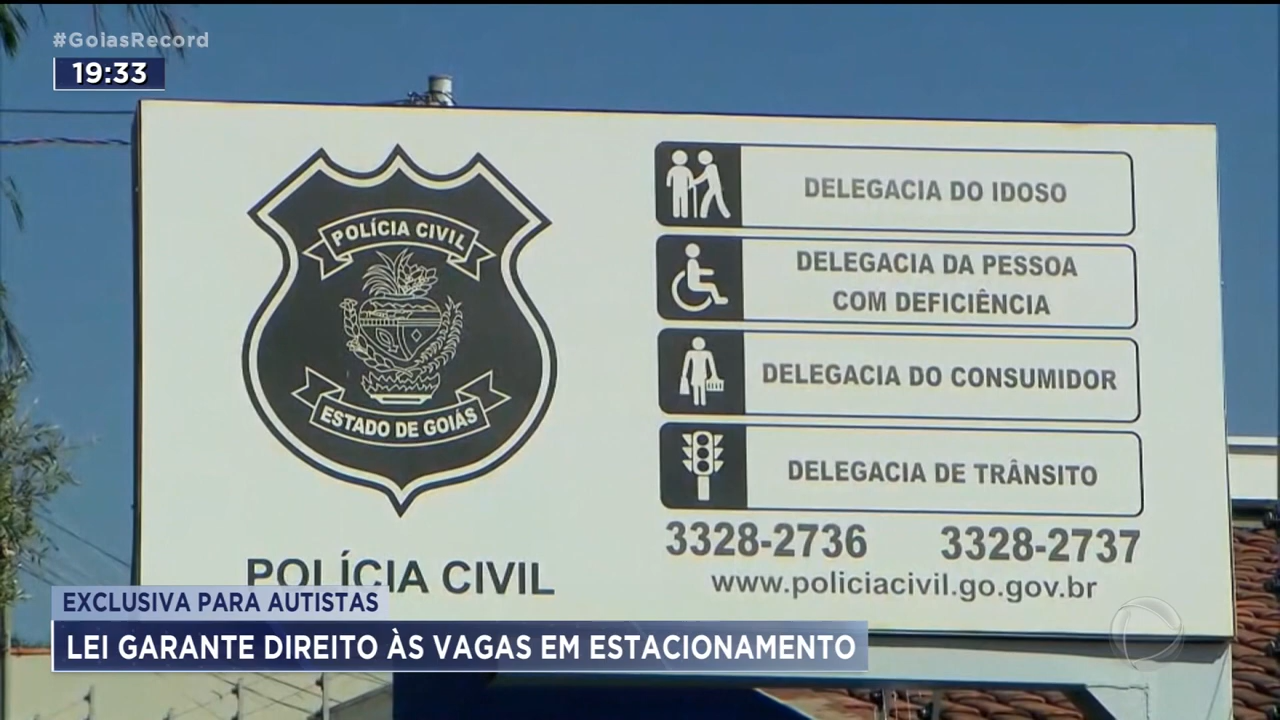 #GoiasRecord
19:33
POLÍCIA CIVIL
ESTADO DE GOIÁS
POLÍCIA CIVIL
DELEGACIA DO IDOSO
DELEGACIA DA PESSOA
COM DEFICIÊNCIA
DELEGACIA DO CONSUMIDOR
DELEGACIA DE TRÂNSITO
3328-2736 3328-2737
www.policiacivil.go.gov.br
EXCLUSIVA PARA AUTISTAS
LEI GARANTE DIREITO ÀS VAGAS EM ESTACIONAMENTO